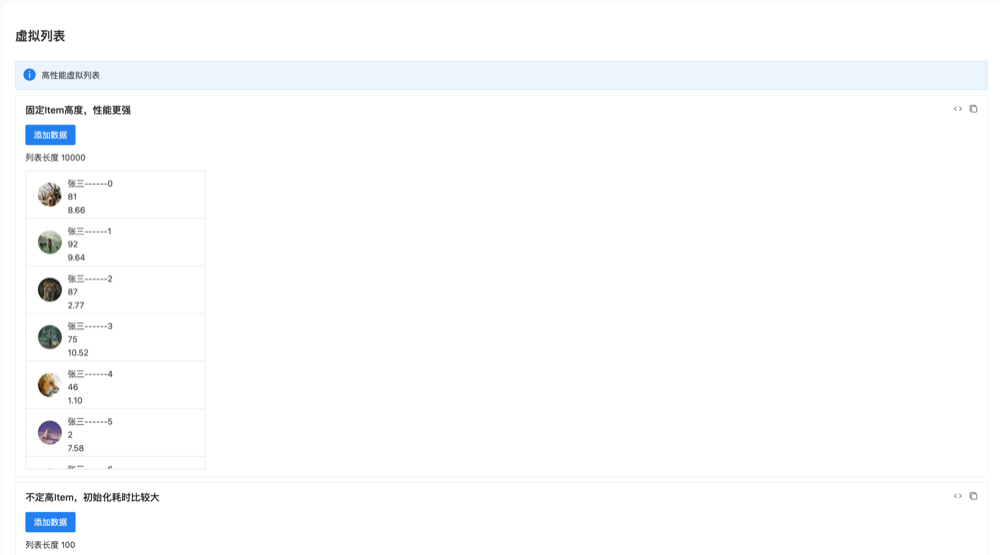 虚拟列表
高性能虚拟列表
固定Item高度，性能更强
添加数据
列表长度 10000
张三------0
81
8.66
张三------1
92
9.64
张三------2
87
2.77
张三------3
75
10.52
张三------4
46
1.10
张三------5
2
7.58
张三------6
不定高Item，初始化耗时比较大
添加数据
列表长度 100